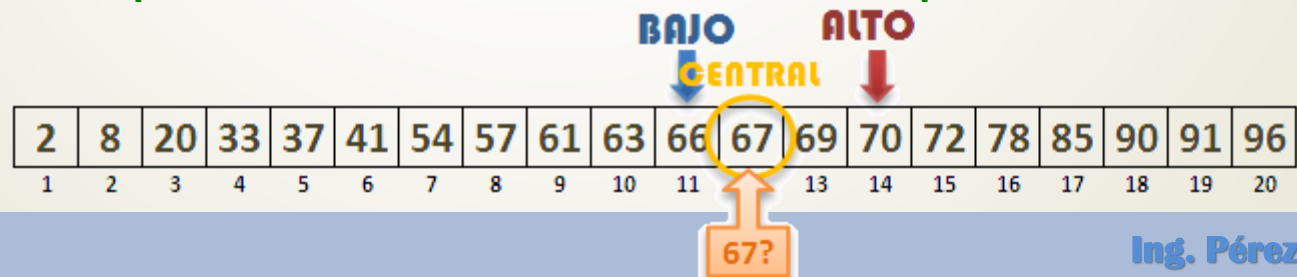 BAJO ALTO
CENTRAL
2 8 20 33 37 41 54 57 61 63 66 67 69 70 72 78 85 90 91 96
1 2 3 4 5 6 7 8 9 10 11 13 14 15 16 17 18 19 20
67?
Ing. Pérez